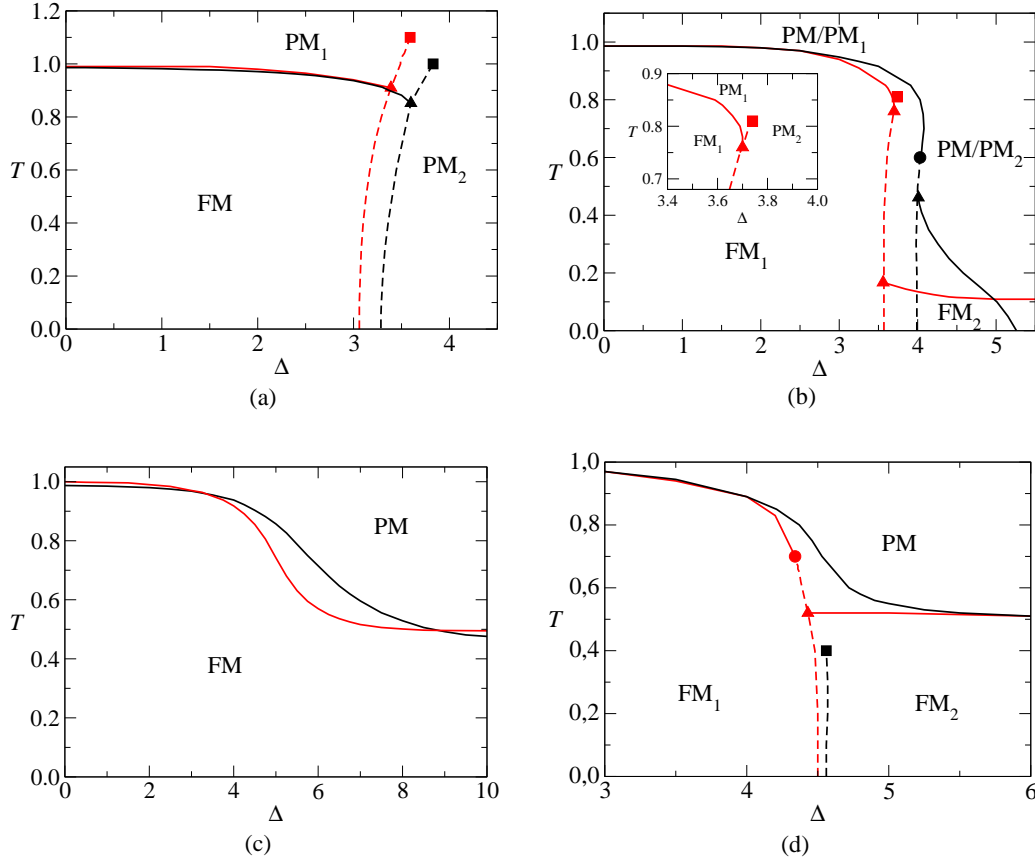 1.2
1.0
0.8
0.6
0.4
0.2
0.0
T
PM1
FM
PM2
0 1 2 3 4
Δ
(a)
1.0
0.8
0.6
0.4
0.2
0.0
T
PM/PM1
PM/PM2
FM1
FM2
0.9
0.8
0.7
T
PM1
FM1
PM2
3.4 3.6 3.8 4.0
Δ
0 1 2 3 4 5
Δ
(b)
1.0
0.8
0.6
0.4
0.2
0.0
T
PM
FM
0 2 4 6 8 10
Δ
(c)
1,0
0,8
0,6
0,4
0,2
0,0
T
PM
FM1
FM2
3 4 5 6
Δ
(d)